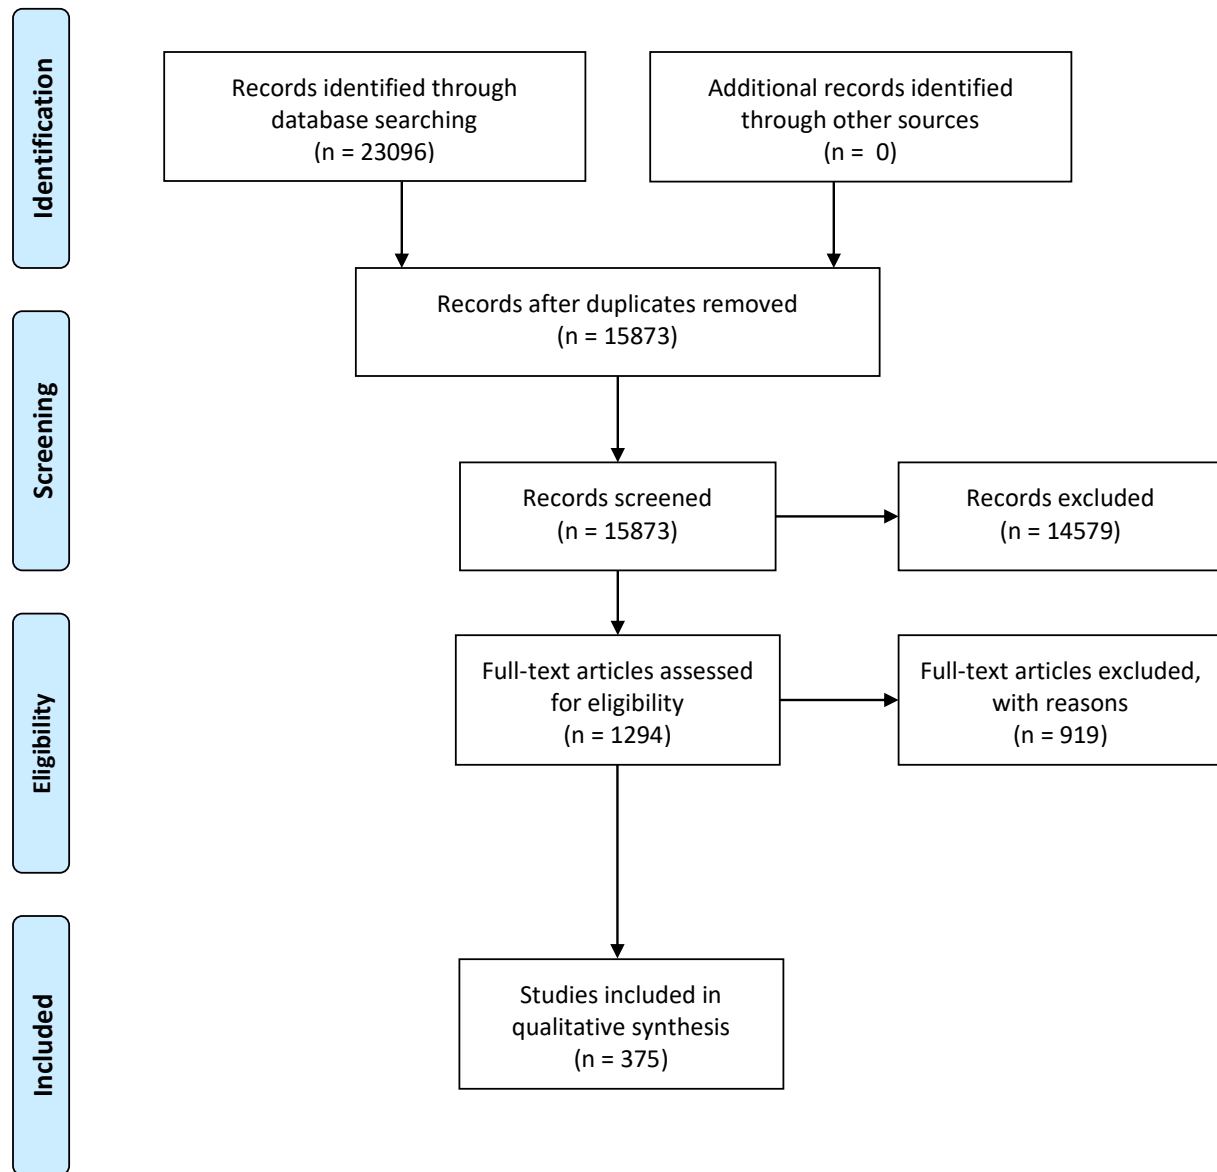 Identification
Records identified through
database searching
(n = 23096)
Additional records identified
through other sources
(n =  0)
Records after duplicates removed
(n = 15873)
Screening
Records screened
(n = 15873)
Records excluded
(n = 14579)
Eligibility
Full-text articles assessed
for eligibility
(n = 1294)
Full-text articles excluded,
with reasons
(n = 919)
Included
Studies included in
qualitative synthesis
(n = 375)